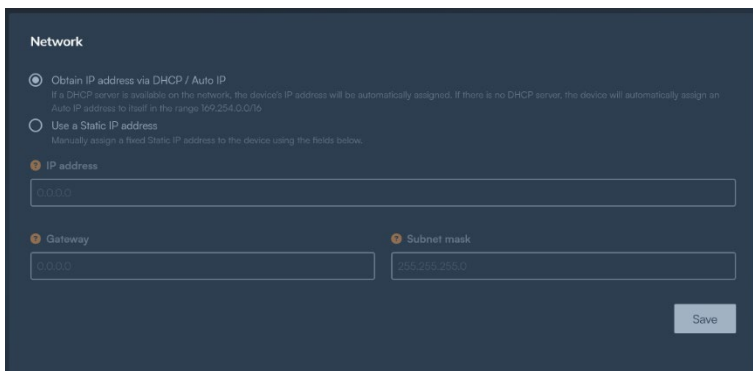 Network
Obtain IP address via DHCP / Auto IP
If a DHCP server is available on the network, the device's IP address will be automatically assigned. If there is no DHCP server, the device will automatically assign an
Auto IP address to itself in the range 169.254.0.0/16
Use a Static IP address
Manually assign a fixed Static IP address to the device using the fields below.
? IP address
0.0.0.0
? Gateway
? Subnet mask
0.0.0.0
255.255.255.0
Save